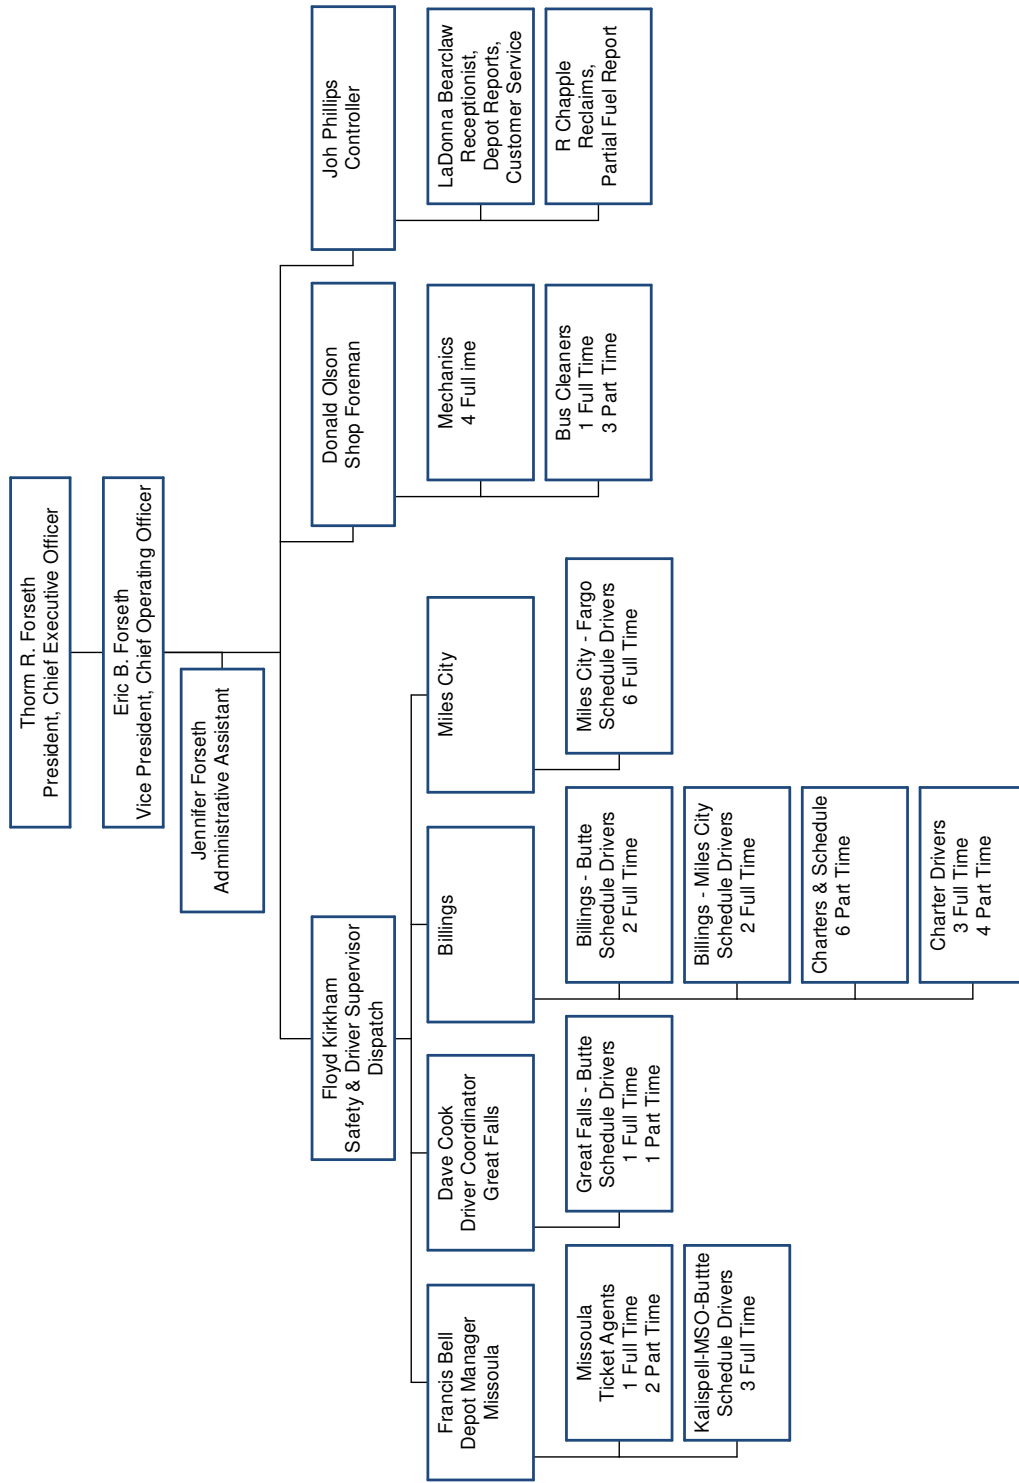 Thorm R. Forseth
President, Chief Executive Officer
Eric B. Forseth
Vice President, Chief Operating Officer
Jennifer Forseth
Administrative Assistant
Floyd Kirkham
Safety & Driver Supervisor
Dispatch
Donald Olson
Shop Foreman
Joh Phillips
Controller
Francis Bell
Depot Manager
Missoula
Dave Cook
Driver Coordinator
Great Falls
Billings
Miles City
Mechanics
4 Full ime
LaDonna Bearclaw
Receptionist,
Depot Reports,
Customer Service
Missoula
Ticket Agents
1 Full Time
2 Part Time
Great Falls - Butte
Schedule Drivers
1 Full Time
1 Part Time
Billings - Butte
Schedule Drivers
2 Full Time
Miles City - Fargo
Schedule Drivers
6 Full Time
Bus Cleaners
1 Full Time
3 Part Time
R Chapple
Reclaims,
Partial Fuel Report
Kalispell-MSO-Buttte
Schedule Drivers
3 Full Time
Billings - Miles City
Schedule Drivers
2 Full Time
Charters & Schedule
6 Part Time
Charter Drivers
3 Full Time
4 Part Time